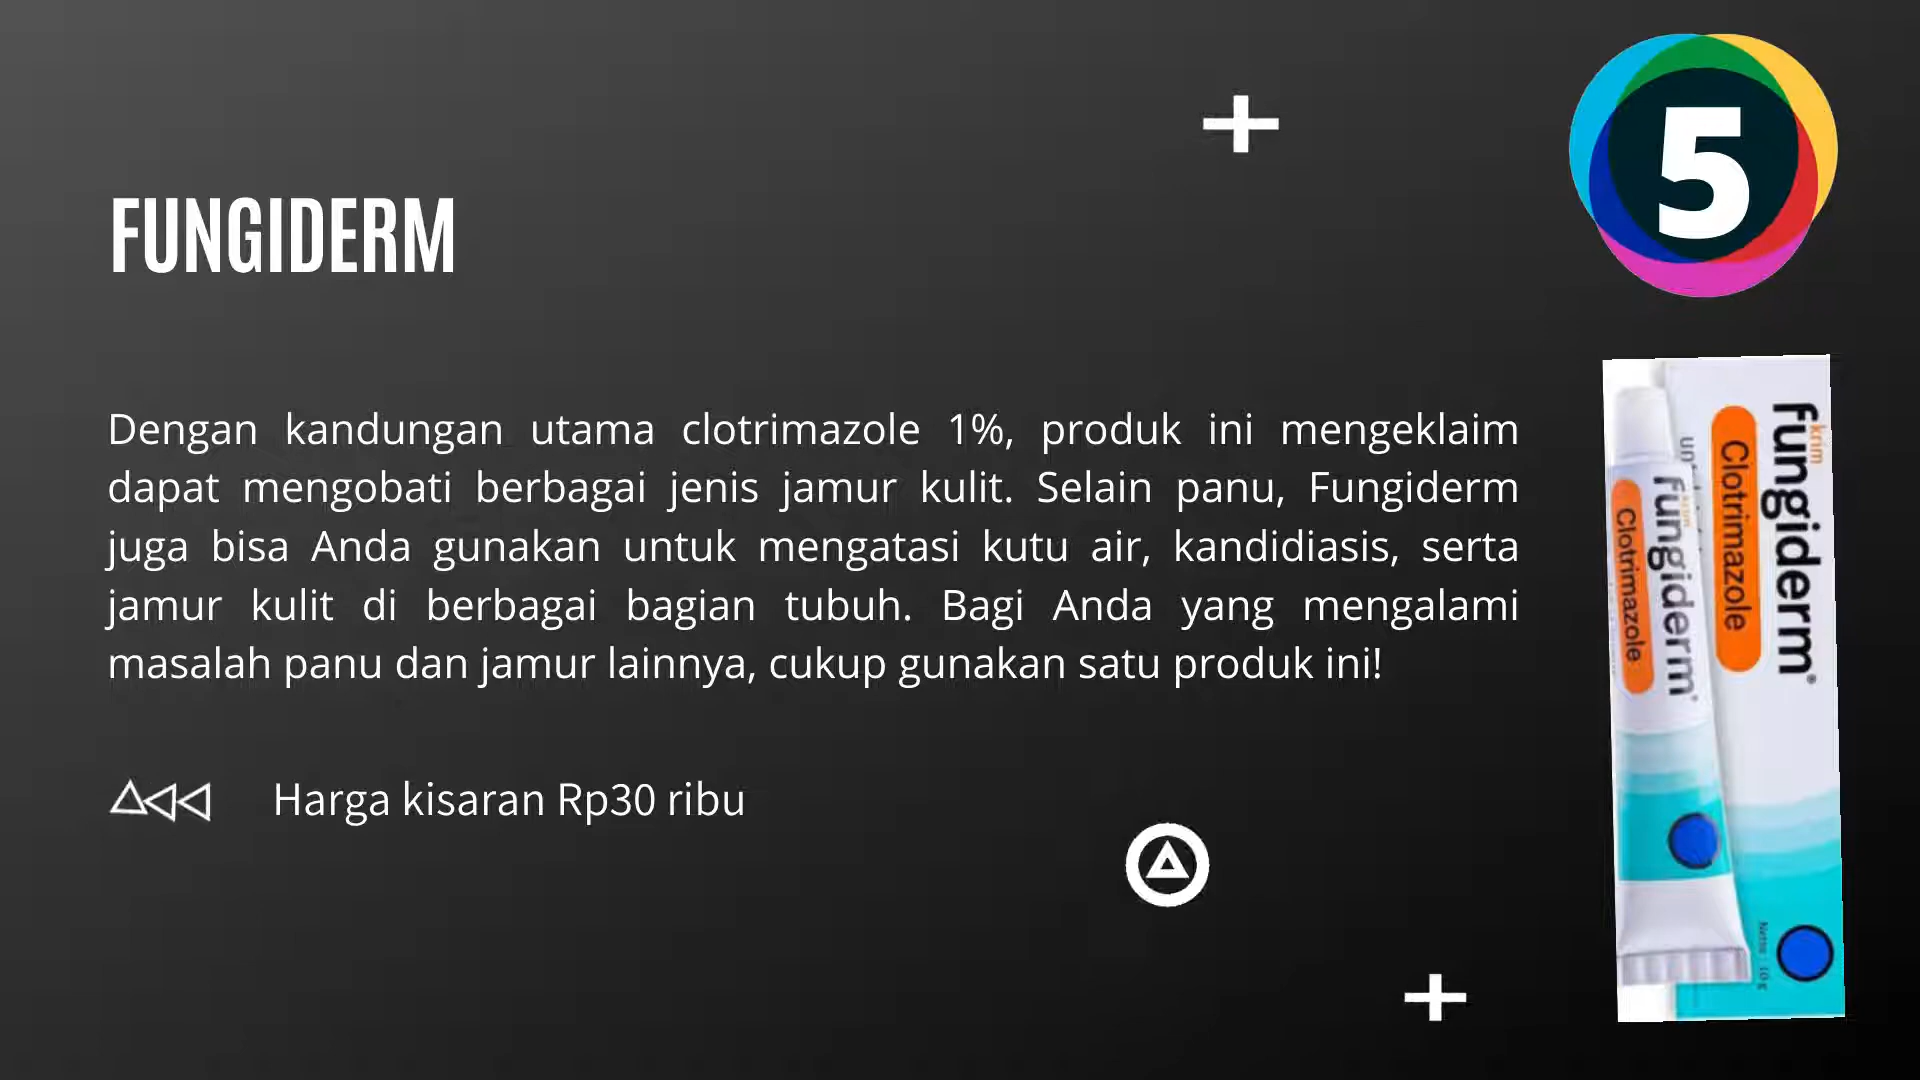 5
FUNGIDERM
Dengan kandungan utama clotrimazole 1%, produk ini mengeklaim
dapat mengobati berbagai jenis jamur kulit. Selain panu, Fungiderm
juga bisa Anda gunakan untuk mengatasi kutu air, kandidiasis, serta
jamur kulit di berbagai bagian tubuh. Bagi Anda yang mengalami
masalah panu dan jamur lainnya, cukup gunakan satu produk ini!
Harga kisaran Rp30 ribu
krim
fungiderm®
Clotrimazole
krim
fungiderm®
Clotrimazole